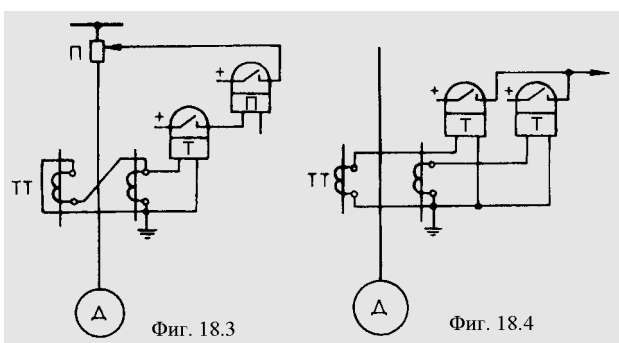 П
+
П
+
Т
ТТ
Д
Фиг. 18.3
+
+
Т
Т
ТТ
Д
Фиг. 18.4